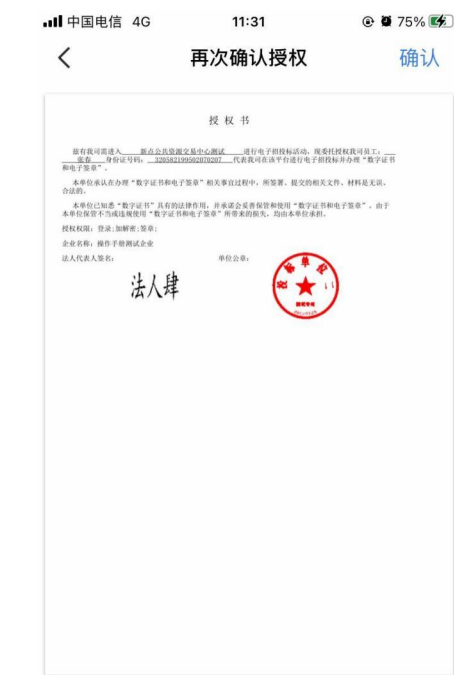 中国电信 4G
11:31
75%
再次确认授权
确认
授 权 书
兹有我司需进入 新点公共资源交易中心测试 进行电子招投标活动,现委托授权我司员工:
张春 身份证号码: 320582199502070207 代表我司在该平台进行电子招投标并办理“数字证书
和电子签章”。
本单位承认在办理“数字证书和电子签章”相关事宜过程中,所签署、提交的相关文件、材料是无误、
合法的。
本单位已知悉“数字证书”具有的法律作用,并承诺会妥善保管和使用“数字证书和电子签章”。由于
本单位保管不当或违规使用“数字证书和电子签章”所带来的损失,均由本单位承担。
授权权限:登录;加解密;签章;
企业名称:操作手册测试企业
法人代表人签名:
单位公章:
法人肆
投标单位
二
测试专用